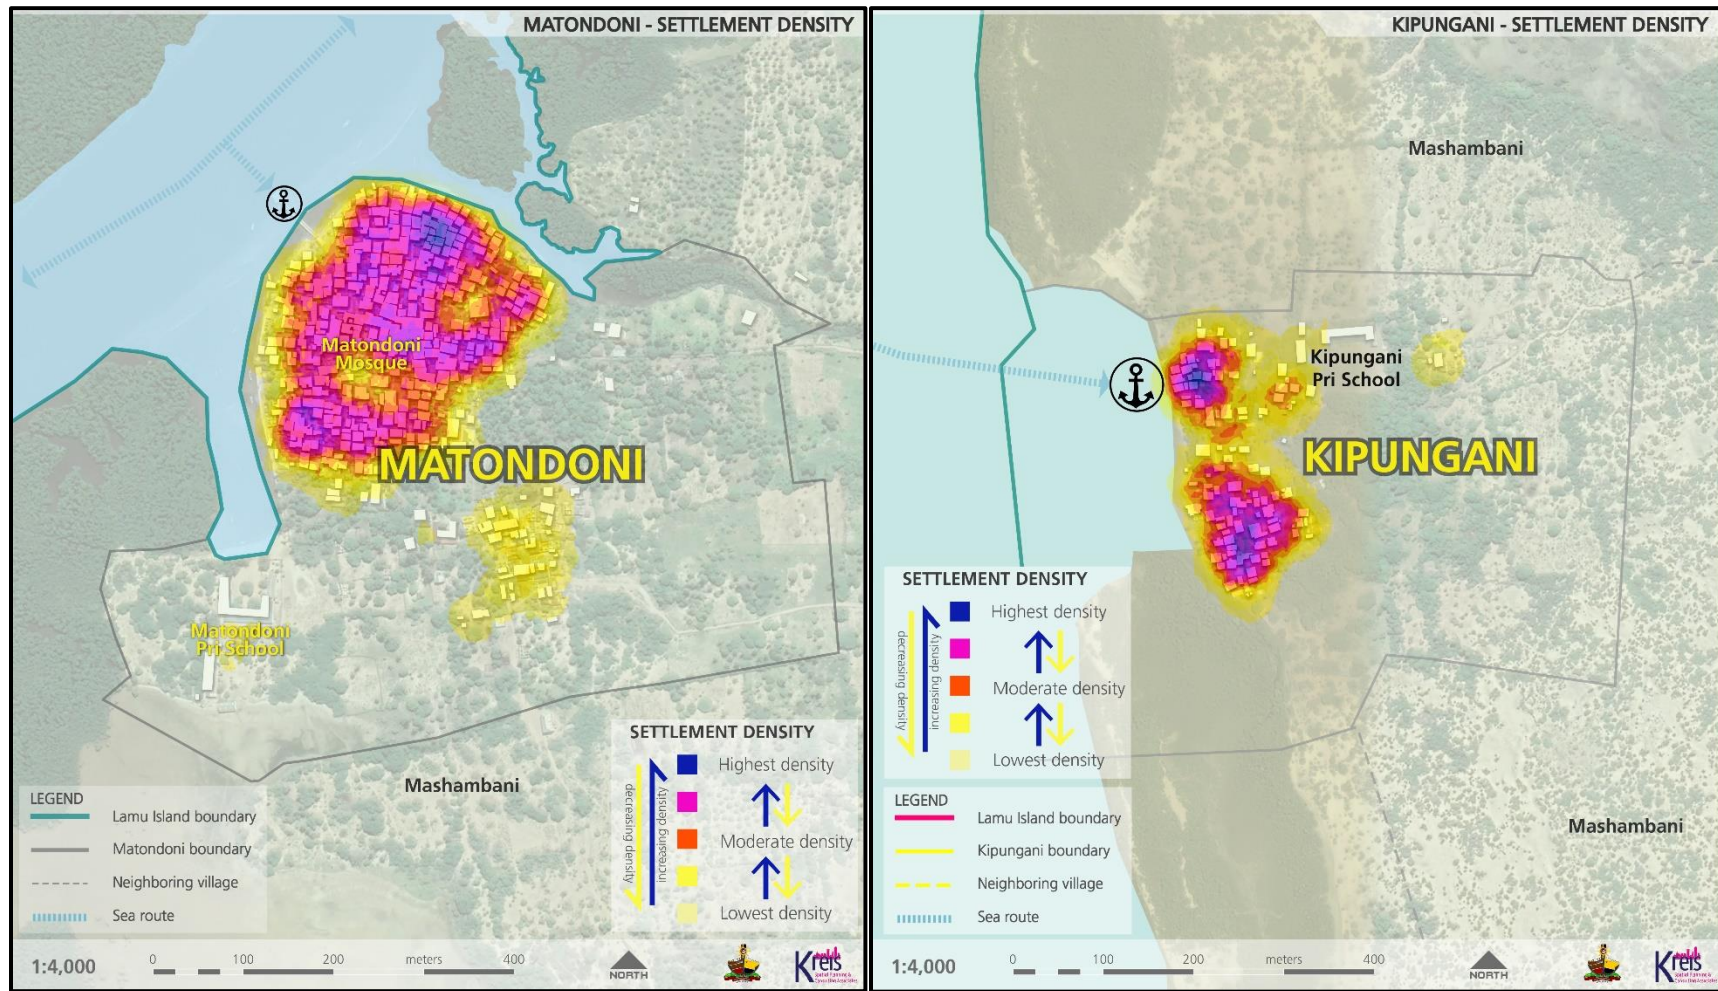 MATONDONI - SETTLEMENT DENSITY
Matondoni
Mosque
MATONDONI
Matondoni
Pri School
Mashambani
SETTLEMENT DENSITY
decreasing density
increasing density
Highest density
Moderate density
Lowest density
LEGEND
Lamu Island boundary
Matondoni boundary
Neighboring village
Sea route
1:4,000
0 100 200 meters 400
NORTH
Kreis
KIPUNGANI - SETTLEMENT DENSITY
Mashambani
Kipungani
Pri School
KIPUNGANI
SETTLEMENT DENSITY
decreasing density
increasing density
Highest density
Moderate density
Lowest density
LEGEND
Lamu Island boundary
Kipungani boundary
Neighboring village
Sea route
Mashambani
1:4,000
0 100 200 meters 400
NORTH
Kreis